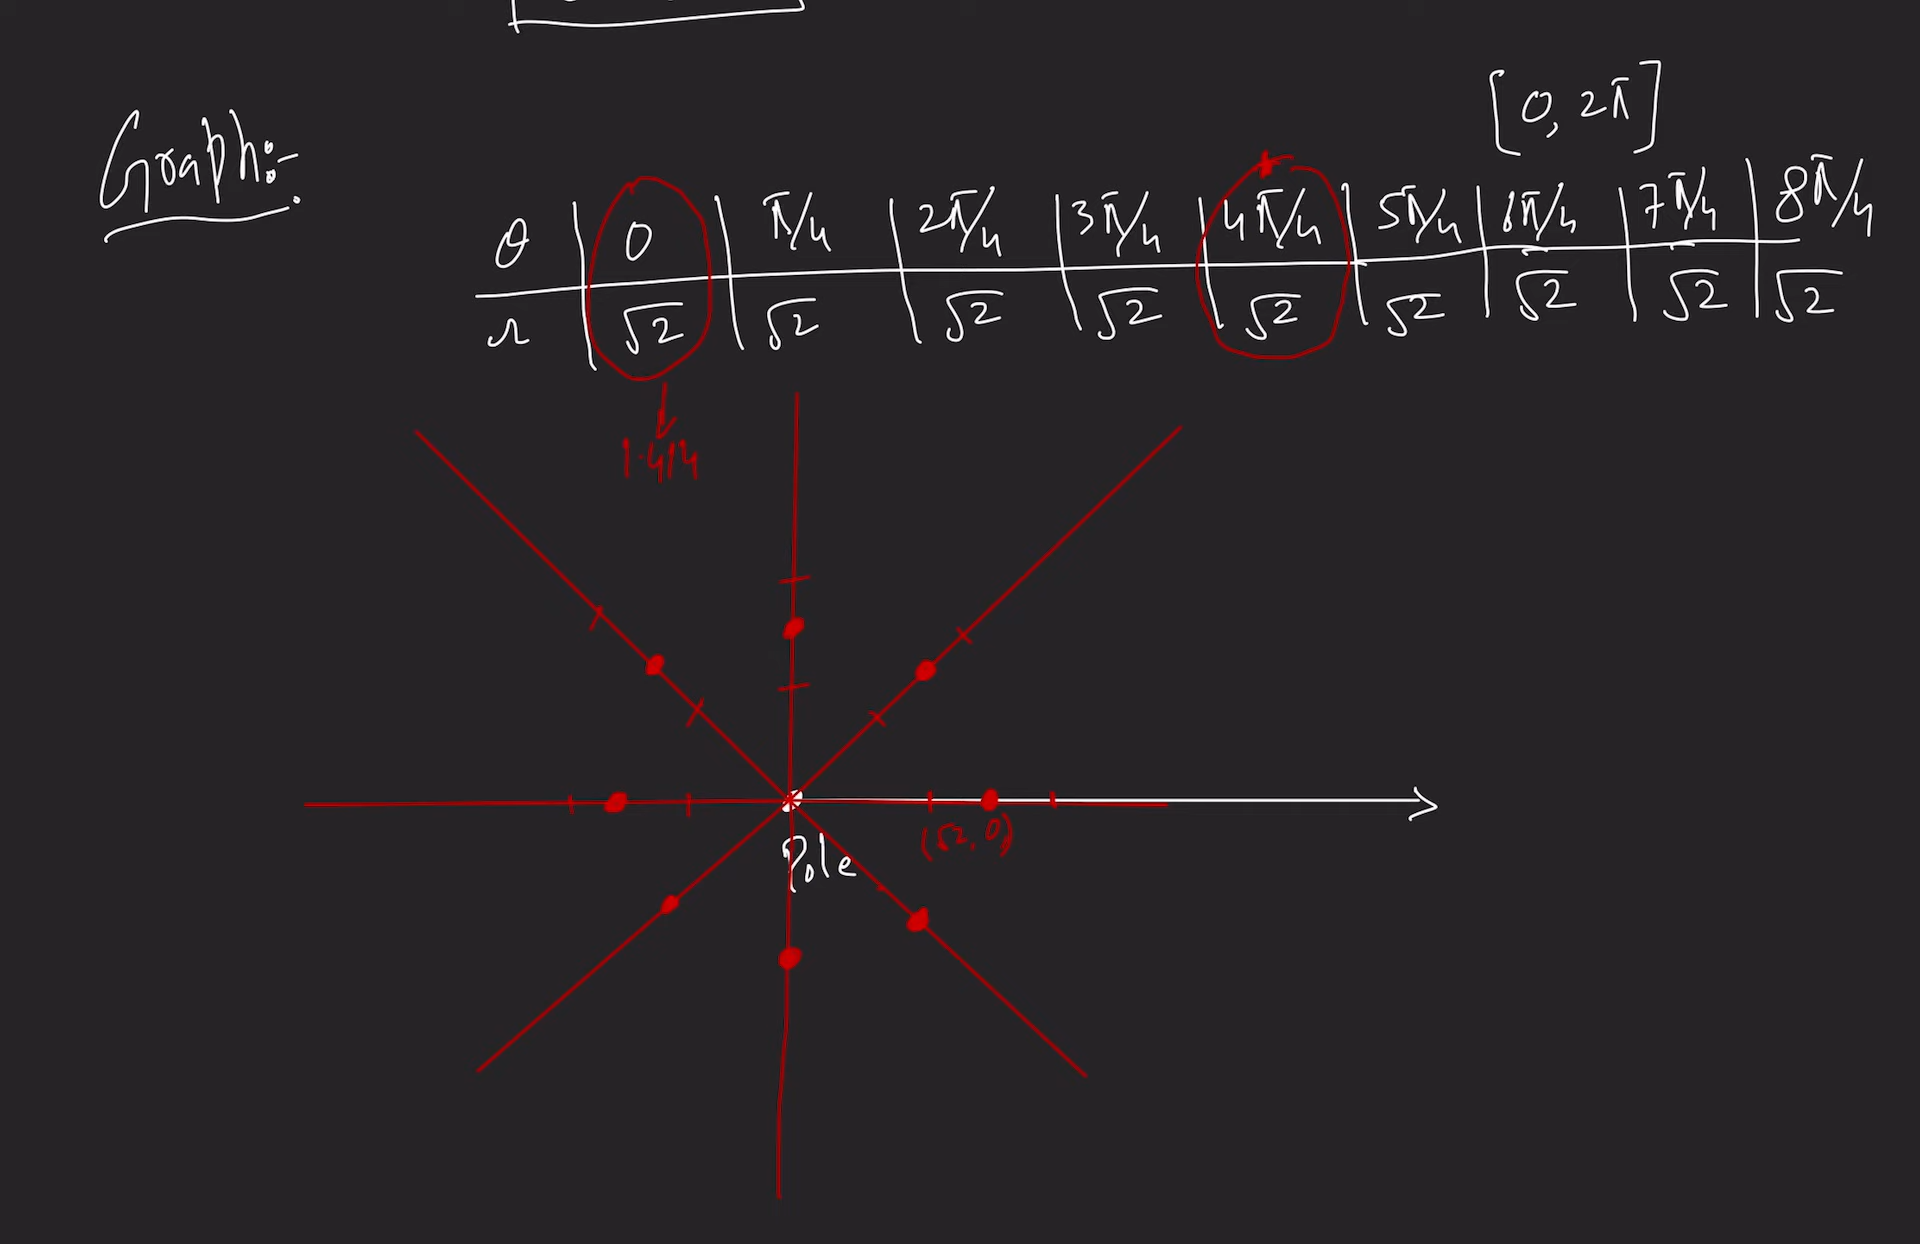 [0, 2π]
Graph:-
θ | 0 | π/4 | 2π/4 | 3π/4 | 4π/4 | 5π/4 | 6π/4 | 7π/4 | 8π/4
r | √2 | √2 | √2 | √2 | √2 | √2 | √2 | √2 | √2
1.414
(√2, 0)
Pole